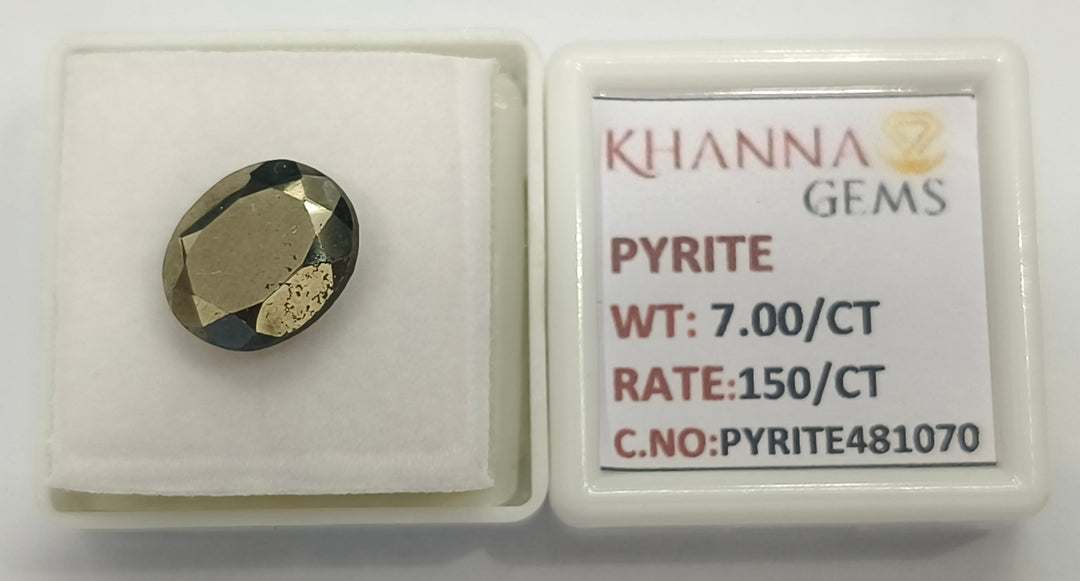 KHANNA
GEMS
PYRITE
WT: 7.00/CT
RATE:150/CT
C.NO:PYRITE481070